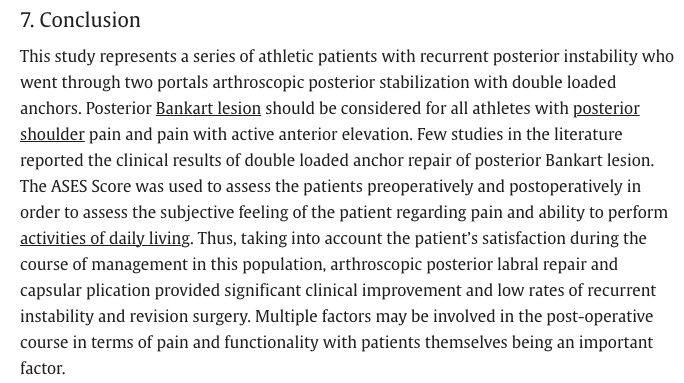 7. Conclusion
This study represents a series of athletic patients with recurrent posterior instability who
went through two portals arthroscopic posterior stabilization with double loaded
anchors. Posterior Bankart lesion should be considered for all athletes with posterior
shoulder pain and pain with active anterior elevation. Few studies in the literature
reported the clinical results of double loaded anchor repair of posterior Bankart lesion.
The ASES Score was used to assess the patients preoperatively and postoperatively in
order to assess the subjective feeling of the patient regarding pain and ability to perform
activities of daily living. Thus, taking into account the patient’s satisfaction during the
course of management in this population, arthroscopic posterior labral repair and
capsular plication provided significant clinical improvement and low rates of recurrent
instability and revision surgery. Multiple factors may be involved in the post-operative
course in terms of pain and functionality with patients themselves being an important
factor.